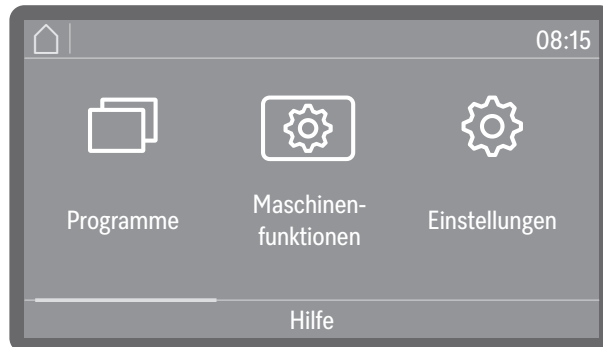 08:15
Programme
Maschinen-
funktionen
Einstellungen
Hilfe